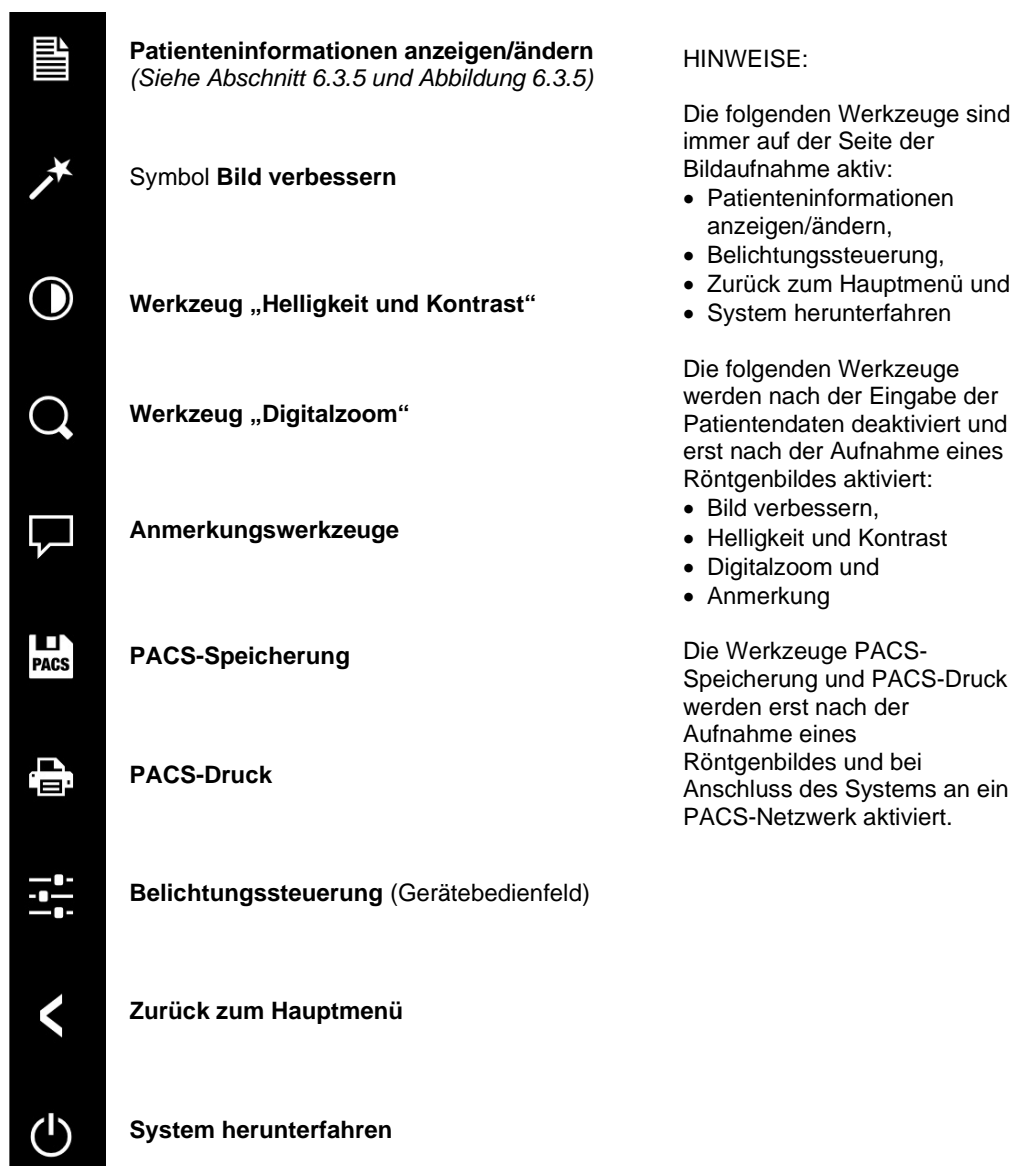 Patienteninformationen anzeigen/ändern
(Siehe Abschnitt 6.3.5 und Abbildung 6.3.5)
Symbol Bild verbessern
Werkzeug „Helligkeit und Kontrast“
Werkzeug „Digitalzoom“
Anmerkungswerkzeuge
PACS
PACS-Speicherung
PACS-Druck
Belichtungssteuerung (Gerätebedienfeld)
Zurück zum Hauptmenü
System herunterfahren
HINWEISE:
Die folgenden Werkzeuge sind
immer auf der Seite der
Bildaufnahme aktiv:
• Patienteninformationen
anzeigen/ändern,
• Belichtungssteuerung,
• Zurück zum Hauptmenü und
• System herunterfahren
Die folgenden Werkzeuge
werden nach der Eingabe der
Patientendaten deaktiviert und
erst nach der Aufnahme eines
Röntgenbildes aktiviert:
• Bild verbessern,
• Helligkeit und Kontrast
• Digitalzoom und
• Anmerkung
Die Werkzeuge PACS-
Speicherung und PACS-Druck
werden erst nach der
Aufnahme eines
Röntgenbildes und bei
Anschluss des Systems an ein
PACS-Netzwerk aktiviert.